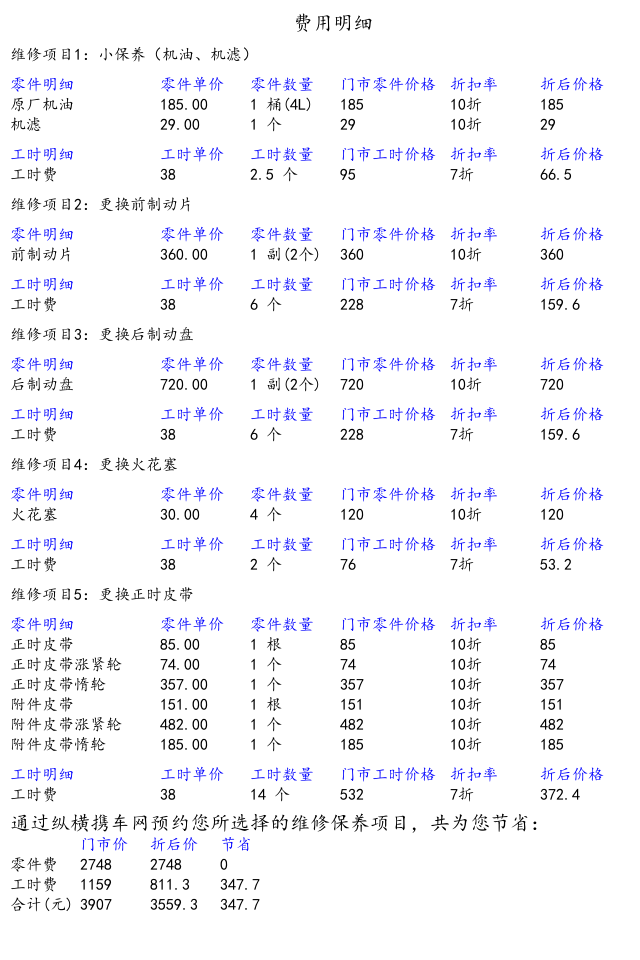 费用明细
维修项目1: 小保养（机油、机滤）
零件明细 零件单价 零件数量 门市零件价格 折扣率 折后价格
原厂机油 185.00 1 桶(4L) 185 10折 185
机滤 29.00 1 个 29 10折 29
工时明细 工时单价 工时数量 门市工时价格 折扣率 折后价格
工时费 38 2.5 个 95 7折 66.5
维修项目2: 更换前制动片
零件明细 零件单价 零件数量 门市零件价格 折扣率 折后价格
前制动片 360.00 1 副(2个) 360 10折 360
工时明细 工时单价 工时数量 门市工时价格 折扣率 折后价格
工时费 38 6 个 228 7折 159.6
维修项目3: 更换后制动盘
零件明细 零件单价 零件数量 门市零件价格 折扣率 折后价格
后制动盘 720.00 1 副(2个) 720 10折 720
工时明细 工时单价 工时数量 门市工时价格 折扣率 折后价格
工时费 38 6 个 228 7折 159.6
维修项目4: 更换火花塞
零件明细 零件单价 零件数量 门市零件价格 折扣率 折后价格
火花塞 30.00 4 个 120 10折 120
工时明细 工时单价 工时数量 门市工时价格 折扣率 折后价格
工时费 38 2 个 76 7折 53.2
维修项目5: 更换正时皮带
零件明细 零件单价 零件数量 门市零件价格 折扣率 折后价格
正时皮带 85.00 1 根 85 10折 85
正时皮带涨紧轮 74.00 1 个 74 10折 74
正时皮带惰轮 357.00 1 个 357 10折 357
附件皮带 151.00 1 根 151 10折 151
附件皮带涨紧轮 482.00 1 个 482 10折 482
附件皮带惰轮 185.00 1 个 185 10折 185
工时明细 工时单价 工时数量 门市工时价格 折扣率 折后价格
工时费 38 14 个 532 7折 372.4
通过纵横携车网预约您所选择的维修保养项目，共为您节省：
门市价 折后价 节省
零件费 2748 2748 0
工时费 1159 811.3 347.7
合计(元) 3907 3559.3 347.7